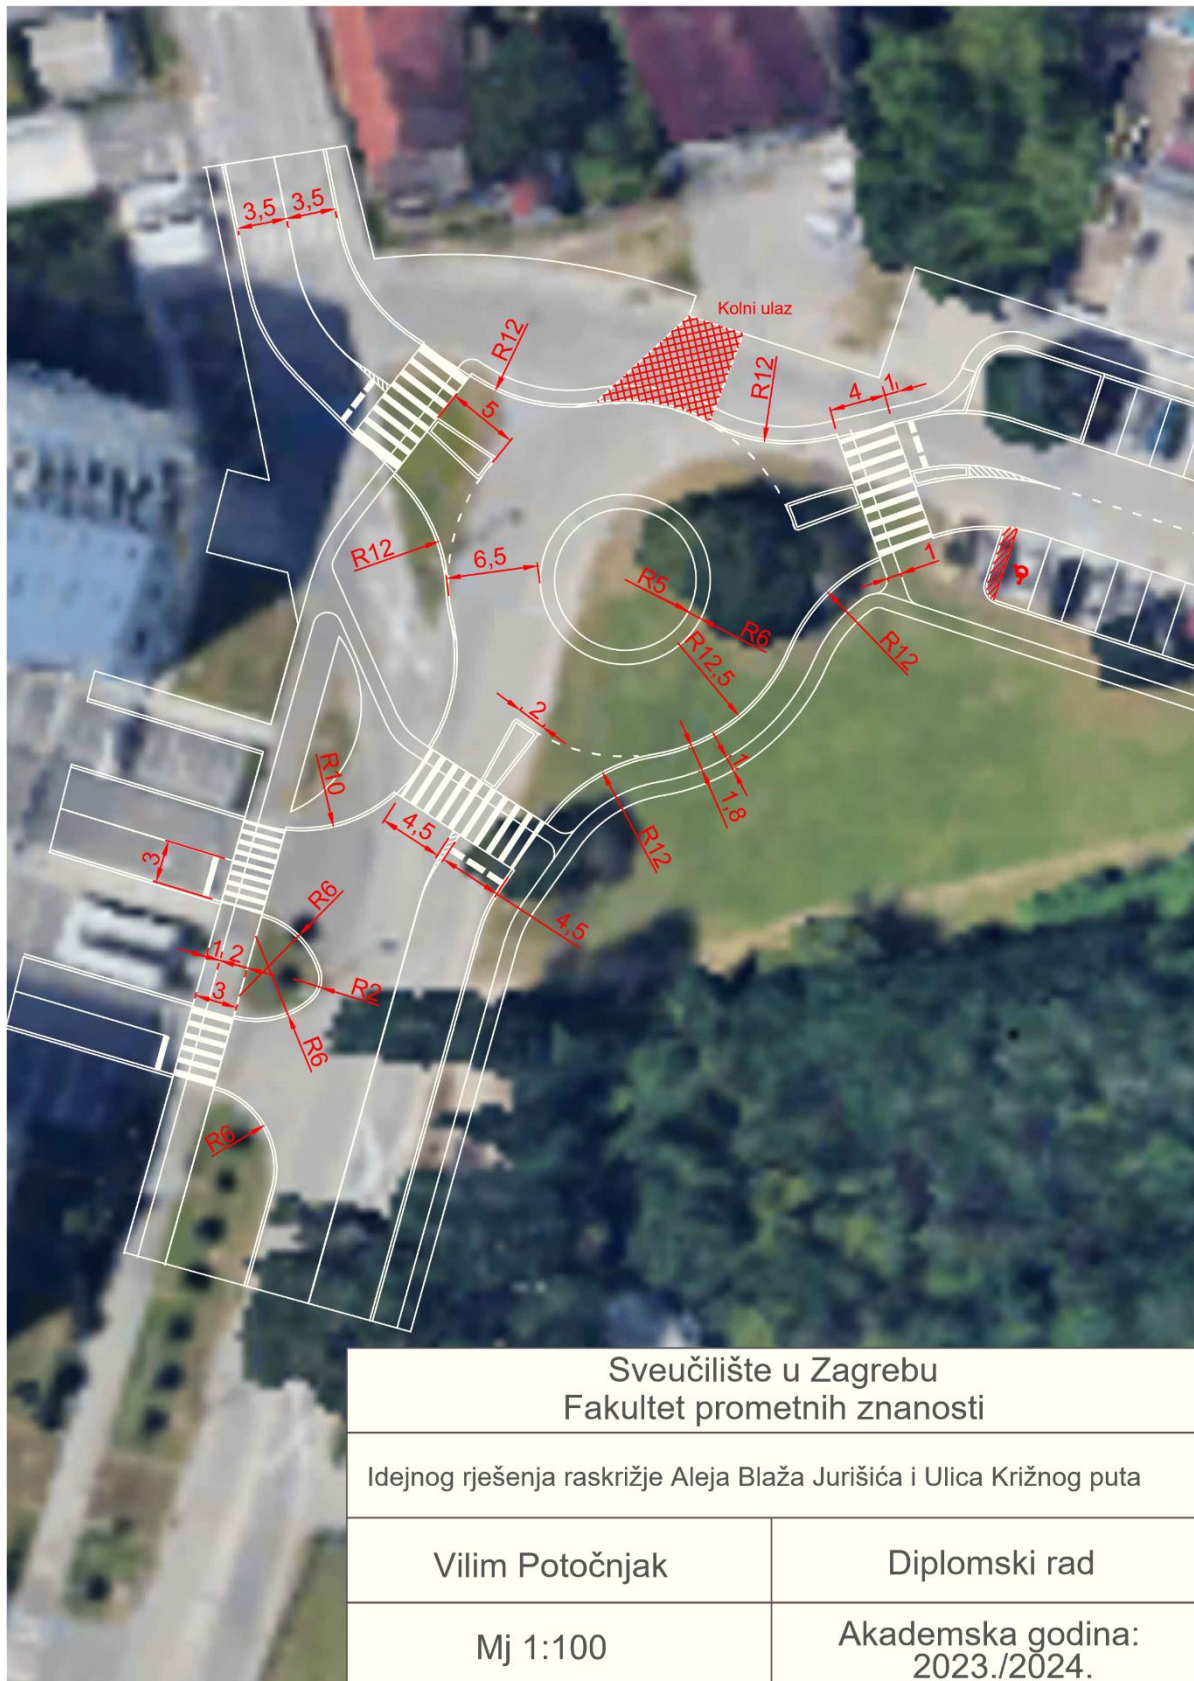 3,5
3,5
Kolni ulaz
R12
R12
4
1
5
R12
6,5
1
R5
R6
R12,5
R12
2
1
1,8
R10
4,5
R12
3
R6
4,5
1,2
R2
3
R6
R6
Sveučilište u Zagrebu
Fakultet prometnih znanosti
Idejnog rješenja raskrižje Aleja Blaža Jurišića i Ulica Križnog puta
Vilim Potočnjak
Diplomski rad
Mj 1:100
Akademska godina:
2023./2024.